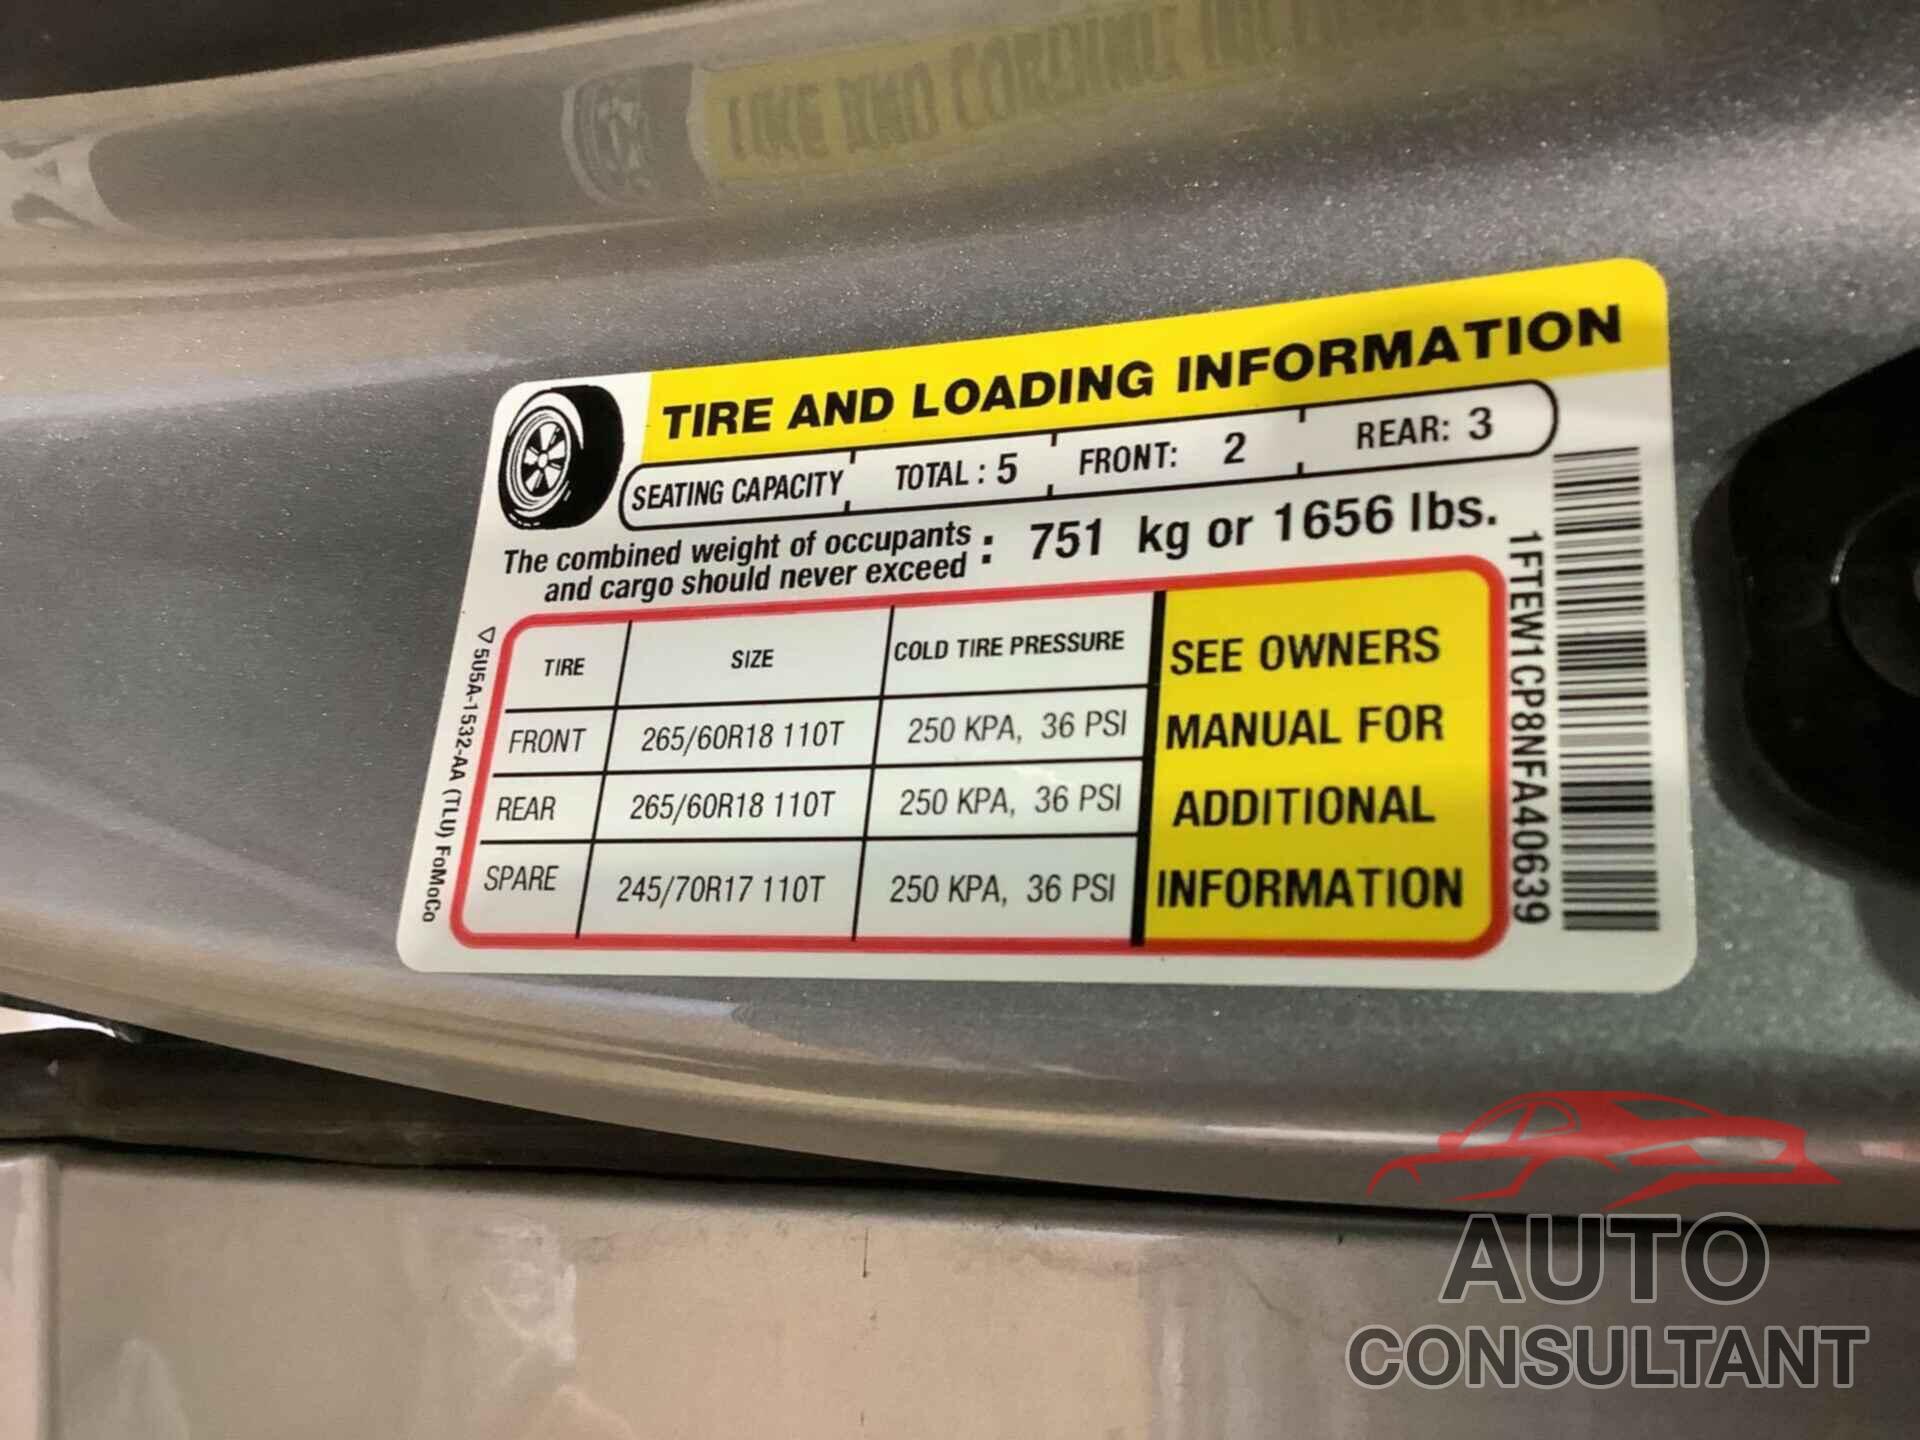 TIRE AND LOADING INFORMATION
SEATING CAPACITY TOTAL : 5 FRONT: 2 REAR: 3
The combined weight of occupants
and cargo should never exceed : 751 kg or 1656 lbs.
TIRE SIZE COLD TIRE PRESSURE
FRONT 265/60R18 110T 250 KPA, 36 PSI
REAR 265/60R18 110T 250 KPA, 36 PSI
SPARE 245/70R17 110T 250 KPA, 36 PSI
SEE OWNERS
MANUAL FOR
ADDITIONAL
INFORMATION
5U5A-1532-AA (TLU) FoMoCo
1FTEW1CP8NFA40639
AUTO
CONSULTANT